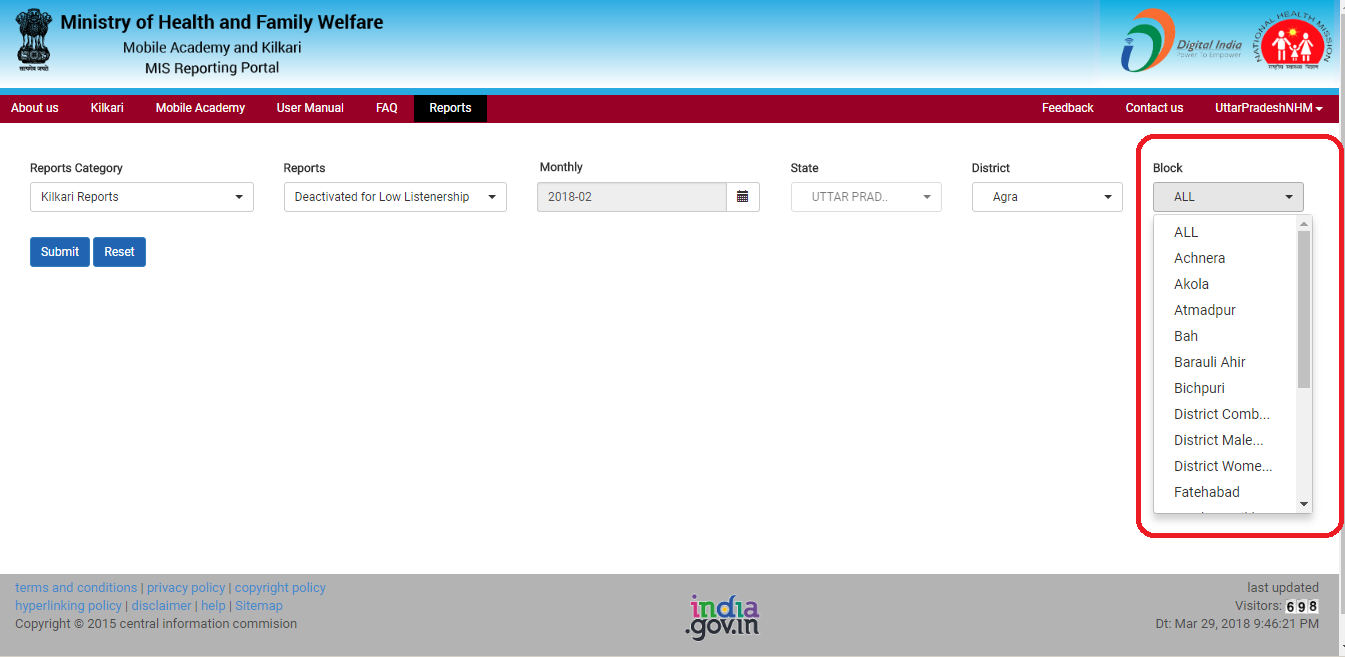 Ministry of Health and Family Welfare
Mobile Academy and Kilkari
MIS Reporting Portal
सत्यमेव जयते
Digital India
Power To Empower
NATIONAL HEALTH MISSION
राष्ट्रीय स्वास्थ्य मिशन
About us Kilkari Mobile Academy User Manual FAQ Reports Feedback Contact us UttarPradeshNHM
Reports Category Reports Monthly State District Block
Kilkari Reports Deactivated for Low Listenership 2018-02 UTTAR PRAD.. Agra ALL
Submit Reset
ALL
Achnera
Akola
Atmadpur
Bah
Barauli Ahir
Bichpuri
District Comb...
District Male...
District Wome...
Fatehabad
terms and conditions | privacy policy | copyright policy
hyperlinking policy | disclaimer | help | Sitemap
Copyright © 2015 central information commision
india
.gov.in
last updated
Visitors: 698
Dt: Mar 29, 2018 9:46:21 PM